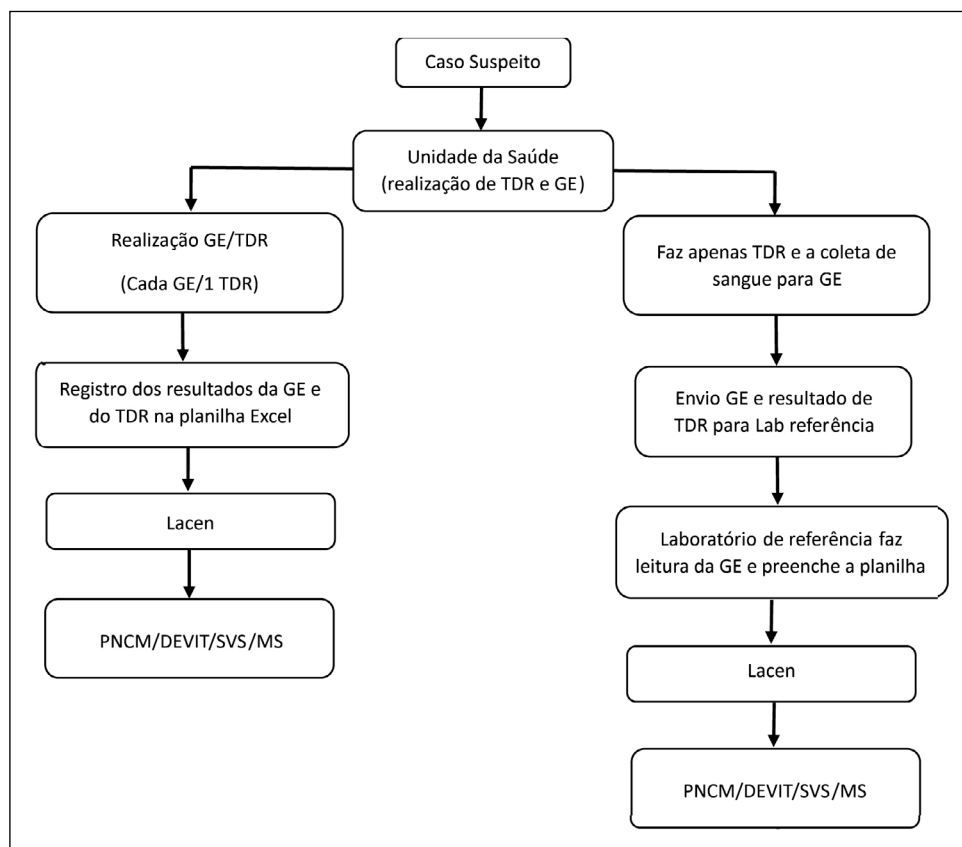 Caso Suspeito
Unidade da Saúde
(realização de TDR e GE)
Realização GE/TDR
(Cada GE/1 TDR)
Registro dos resultados da GE e
do TDR na planilha Excel
Lacen
PNCM/DEVIT/SVS/MS
Faz apenas TDR e a coleta de
sangue para GE
Envio GE e resultado de
TDR para Lab referência
Laboratório de referência faz
leitura da GE e preenche a planilha
Lacen
PNCM/DEVIT/SVS/MS